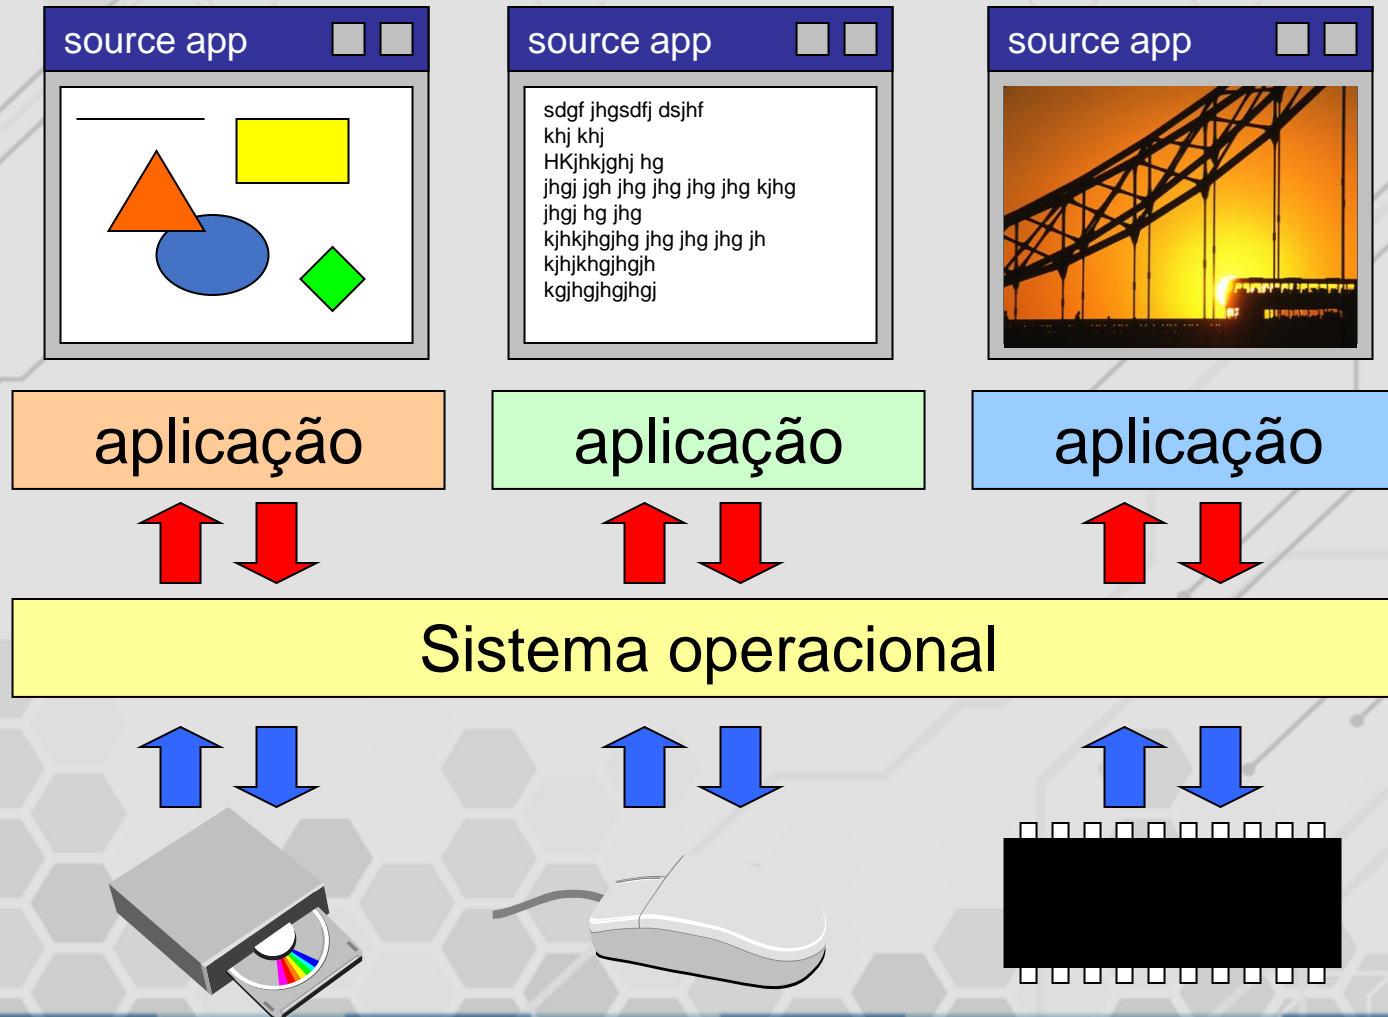 source app
source app
source app
sdgf jhgsdfj dsjhf
khj khj
HKjhkjghj hg
jhgj jgh jhg jhg jhg jhg kjhg
jhgj hg jhg
kjhkjhgjhg jhg jhg jhg jh
kjhjkhgjhgjh
kgjhgjhgjhgj
aplicação
aplicação
aplicação
Sistema operacional